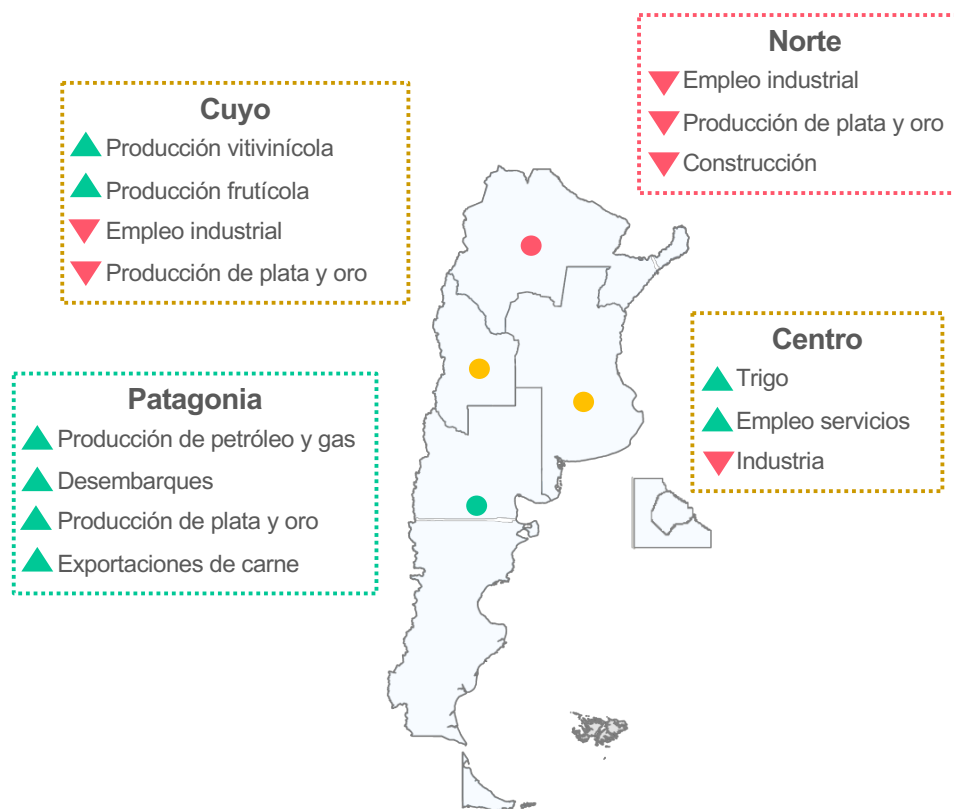 Norte
Empleo industrial
Producción de plata y oro
Construcción
Cuyo
Producción vitivinícola
Producción frutícola
Empleo industrial
Producción de plata y oro
Centro
Trigo
Empleo servicios
Industria
Patagonia
Producción de petróleo y gas
Desembarques
Producción de plata y oro
Exportaciones de carne